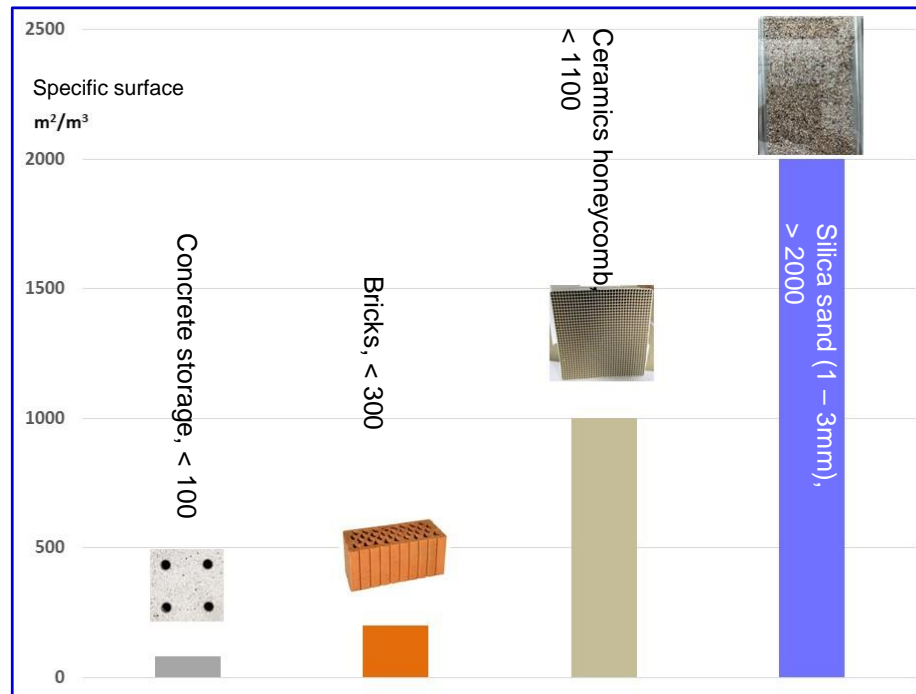 2500
Specific surface
m²/m³
2000
1500
1000
500
0
Concrete storage, < 100
Bricks, < 300
Ceramics honeycomb,
< 1100
Silica sand (1 – 3mm),
> 2000